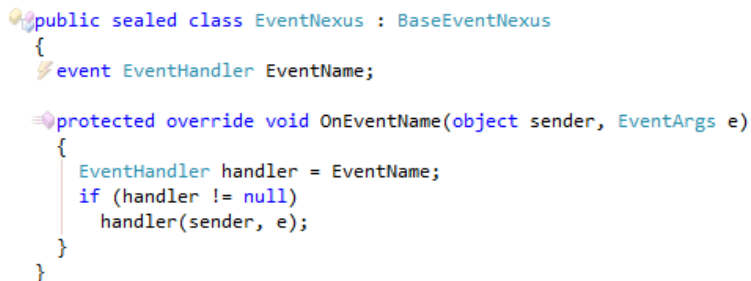 public sealed class EventNexus : BaseEventNexus
{
event EventHandler EventName;
protected override void OnEventName(object sender, EventArgs e)
{
EventHandler handler = EventName;
if (handler != null)
handler(sender, e);
}
}